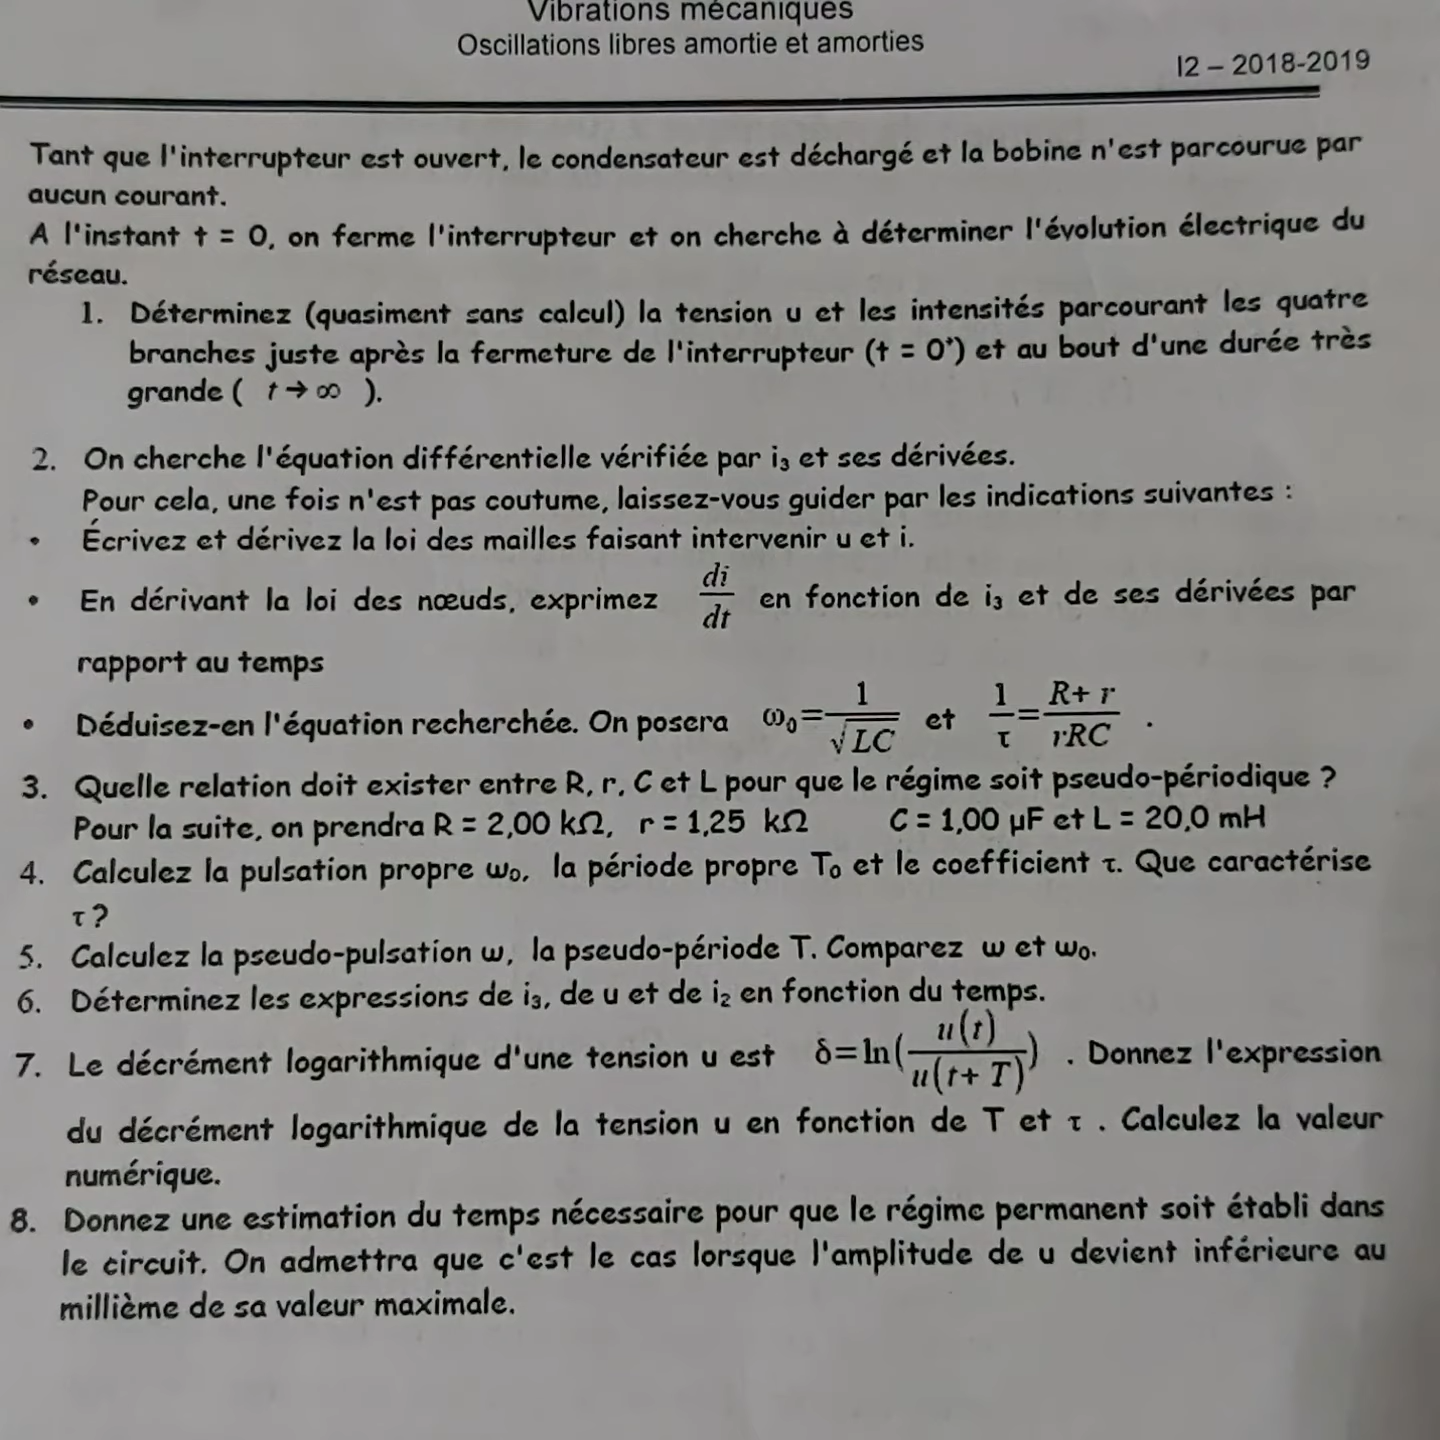 Vibrations mécaniques
Oscillations libres amortie et amorties
I2 – 2018-2019
Tant que l'interrupteur est ouvert, le condensateur est déchargé et la bobine n'est parcourue par
aucun courant.
A l'instant t = 0, on ferme l'interrupteur et on cherche à déterminer l'évolution électrique du
réseau.
1. Déterminez (quasiment sans calcul) la tension u et les intensités parcourant les quatre
branches juste après la fermeture de l'interrupteur (t = 0⁺) et au bout d'une durée très
grande ( t → ∞ ).
2. On cherche l'équation différentielle vérifiée par i₃ et ses dérivées.
Pour cela, une fois n'est pas coutume, laissez-vous guider par les indications suivantes :
• Écrivez et dérivez la loi des mailles faisant intervenir u et i.
• En dérivant la loi des nœuds, exprimez di/dt en fonction de i₃ et de ses dérivées par
rapport au temps
• Déduisez-en l'équation recherchée. On posera ω₀=1/√LC et 1/τ=R+r/rRC .
3. Quelle relation doit exister entre R, r, C et L pour que le régime soit pseudo-périodique ?
Pour la suite, on prendra R = 2,00 kΩ, r = 1,25 kΩ C = 1,00 µF et L = 20,0 mH
4. Calculez la pulsation propre ω₀, la période propre T₀ et le coefficient τ. Que caractérise
τ ?
5. Calculez la pseudo-pulsation ω, la pseudo-période T. Comparez ω et ω₀.
6. Déterminez les expressions de i₃, de u et de i₂ en fonction du temps.
7. Le décrément logarithmique d'une tension u est δ=ln(u(t)/u(t+T)) . Donnez l'expression
du décrément logarithmique de la tension u en fonction de T et τ . Calculez la valeur
numérique.
8. Donnez une estimation du temps nécessaire pour que le régime permanent soit établi dans
le circuit. On admettra que c'est le cas lorsque l'amplitude de u devient inférieure au
millième de sa valeur maximale.